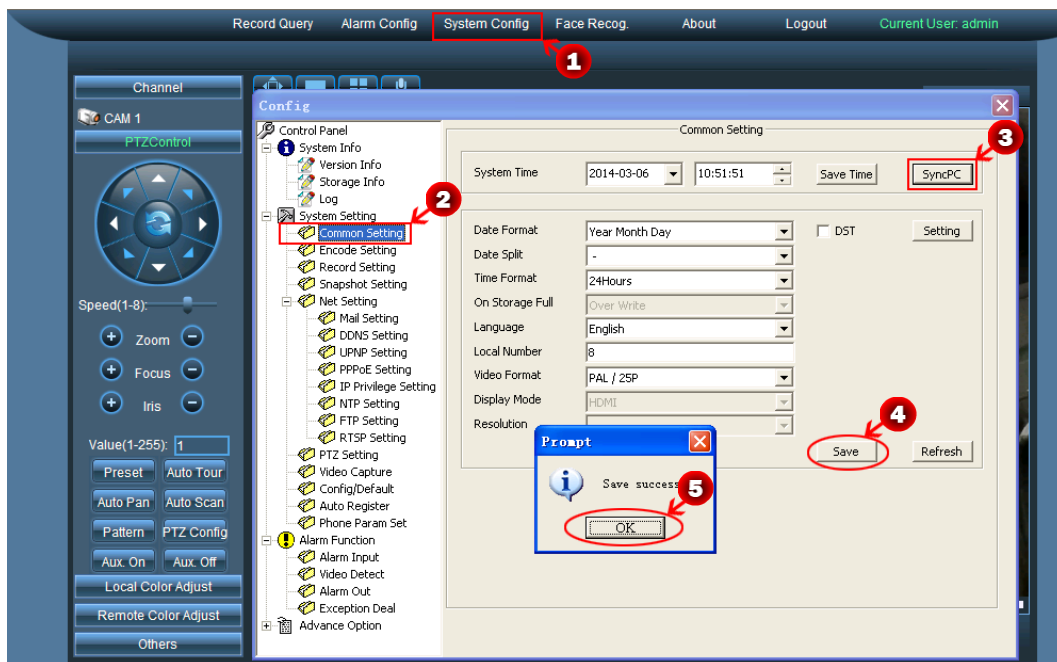 Record Query Alarm Config System Config Face Recog. About Logout Current User: admin
1
Channel
CAM 1
PTZControl
Speed(1-8):
+ Zoom −
+ Focus −
+ Iris −
Value(1-255): 1
Preset Auto Tour
Auto Pan Auto Scan
Pattern PTZ Config
Aux. On Aux. Off
Local Color Adjust
Remote Color Adjust
Others
Config
Control Panel
System Info
Version Info
Storage Info
Log
2
System Setting
Common Setting
Encode Setting
Record Setting
Snapshot Setting
Net Setting
Mail Setting
DDNS Setting
UPNP Setting
PPPoE Setting
IP Privilege Setting
NTP Setting
FTP Setting
RTSP Setting
PTZ Setting
Video Capture
Config/Default
Auto Register
Phone Param Set
Alarm Function
Alarm Input
Video Detect
Alarm Out
Exception Deal
Advance Option
Common Setting
3
System Time 2014-03-06 10:51:51 Save Time SyncPC
Date Format Year Month Day DST Setting
Date Split -
Time Format 24Hours
On Storage Full Over Write
Language English
Local Number 8
Video Format PAL / 25P
Display Mode HDMI
Resolution
4
Save Refresh
Prompt
Save success
5
OK